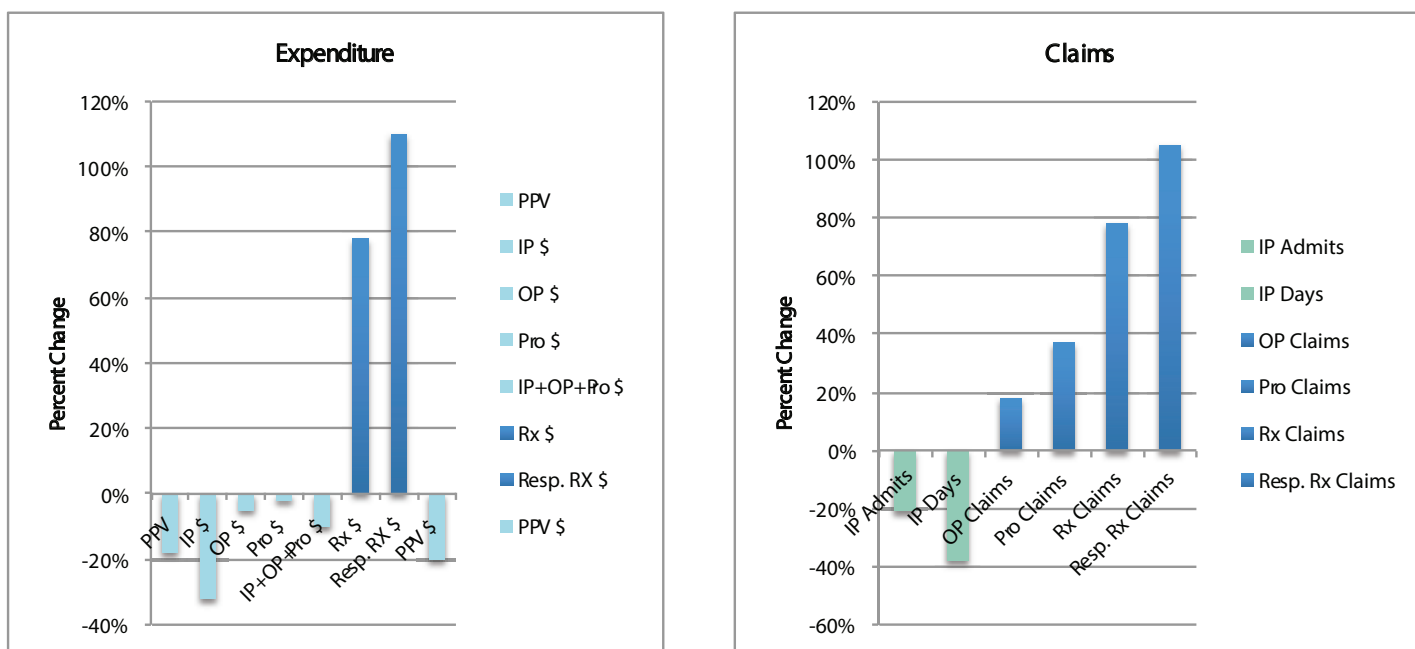 Expenditure
120%
100%
80%
60%
40%
20%
0%
-20%
-40%
Percent Change
PPV
IP $
OP $
Pro $
IP+OP+Pro $
Rx $
Resp. RX $
PPV $
PPV
IP $
OP $
Pro $
IP+OP+Pro $
Rx $
Resp. RX $
PPV $
Claims
120%
100%
80%
60%
40%
20%
0%
-20%
-40%
-60%
Percent Change
IP Admits
IP Days
OP Claims
Pro Claims
Rx Claims
Resp. Rx Claims
IP Admits
IP Days
OP Claims
Pro Claims
Rx Claims
Resp. Rx Claims